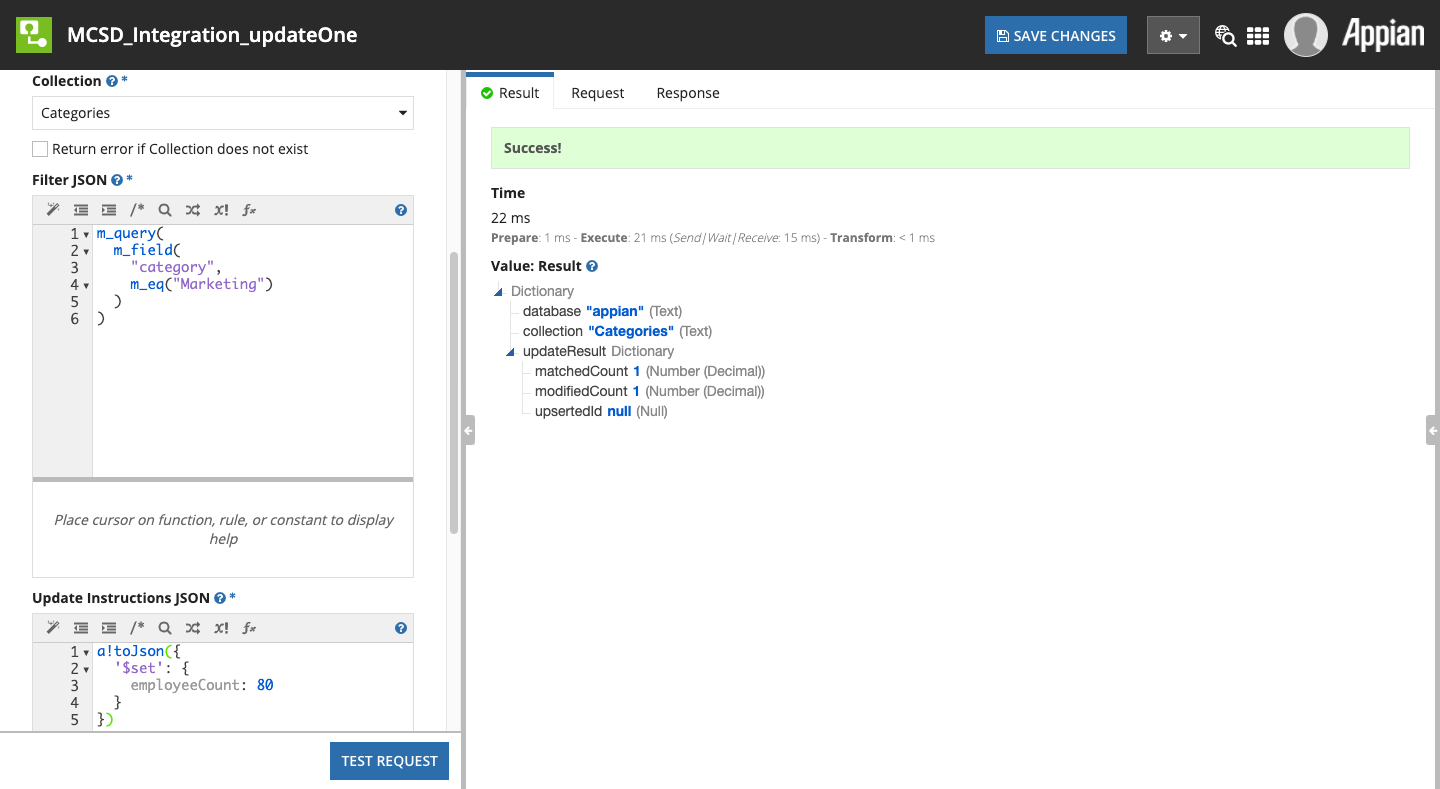 MCSD_Integration_updateOne
SAVE CHANGES
Appian
Collection *
Categories
Return error if Collection does not exist
Filter JSON *
/*
x!
1 m_query(
2 m_field(
3 "category",
4 m_eq("Marketing")
5 )
6 )
Place cursor on function, rule, or constant to display
help
Update Instructions JSON *
/*
x!
1 a!toJson({
2 '$set': {
3 employeeCount: 80
4 }
5 })
TEST REQUEST
Result Request Response
Success!
Time
22 ms
Prepare: 1 ms - Execute: 21 ms (Send|Wait|Receive: 15 ms) - Transform: < 1 ms
Value: Result
Dictionary
database "appian" (Text)
collection "Categories" (Text)
updateResult Dictionary
matchedCount 1 (Number (Decimal))
modifiedCount 1 (Number (Decimal))
upsertedId null (Null)